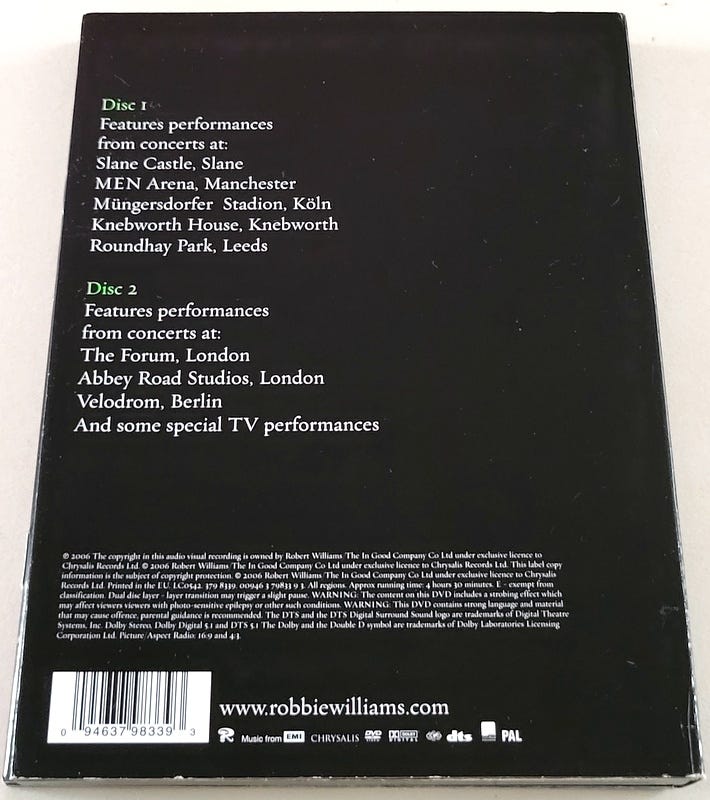 Disc 1
Features performances
from concerts at:
Slane Castle, Slane
MEN Arena, Manchester
Müngersdorfer Stadion, Köln
Knebworth House, Knebworth
Roundhay Park, Leeds
Disc 2
Features performances
from concerts at:
The Forum, London
Abbey Road Studios, London
Velodrom, Berlin
And some special TV performances
℗ 2006 The copyright in this audio visual recording is owned by Robert Williams/The In Good Company Co Ltd under exclusive licence to
Chrysalis Records Ltd. © 2006 Robert Williams/The In Good Company Co Ltd under exclusive licence to Chrysalis Records Ltd. This label copy
information is the subject of copyright protection. © 2006 Robert Williams/The In Good Company Co Ltd under exclusive licence to Chrysalis
Records Ltd. Printed in the EU. LC0542. 379 8339. 00946 3 79833 9 3. All regions. Approx running time: 4 hours 30 minutes. E - exempt from
classification. Dual disc layer - layer transition may trigger a slight pause. WARNING: The content on this DVD includes a strobing effect which
may affect viewers viewers with photo-sensitive epilepsy or other such conditions. WARNING: This DVD contains strong language and material
that may cause offence, parental guidance is recommended. The DTS and the DTS Digital Surround Sound logo are trademarks of Digital Theatre
Systems, Inc. Dolby Stereo, Dolby Digital 5.1 and DTS 5.1 The Dolby and the Double D symbol are trademarks of Dolby Laboratories Licensing
Corporation Ltd. Picture/Aspect Radio: 16:9 and 4:3.
www.robbiewilliams.com
0 94637 98339 3
R Music from EMI CHRYSALIS DVD DOLBY DIGITAL dts PAL